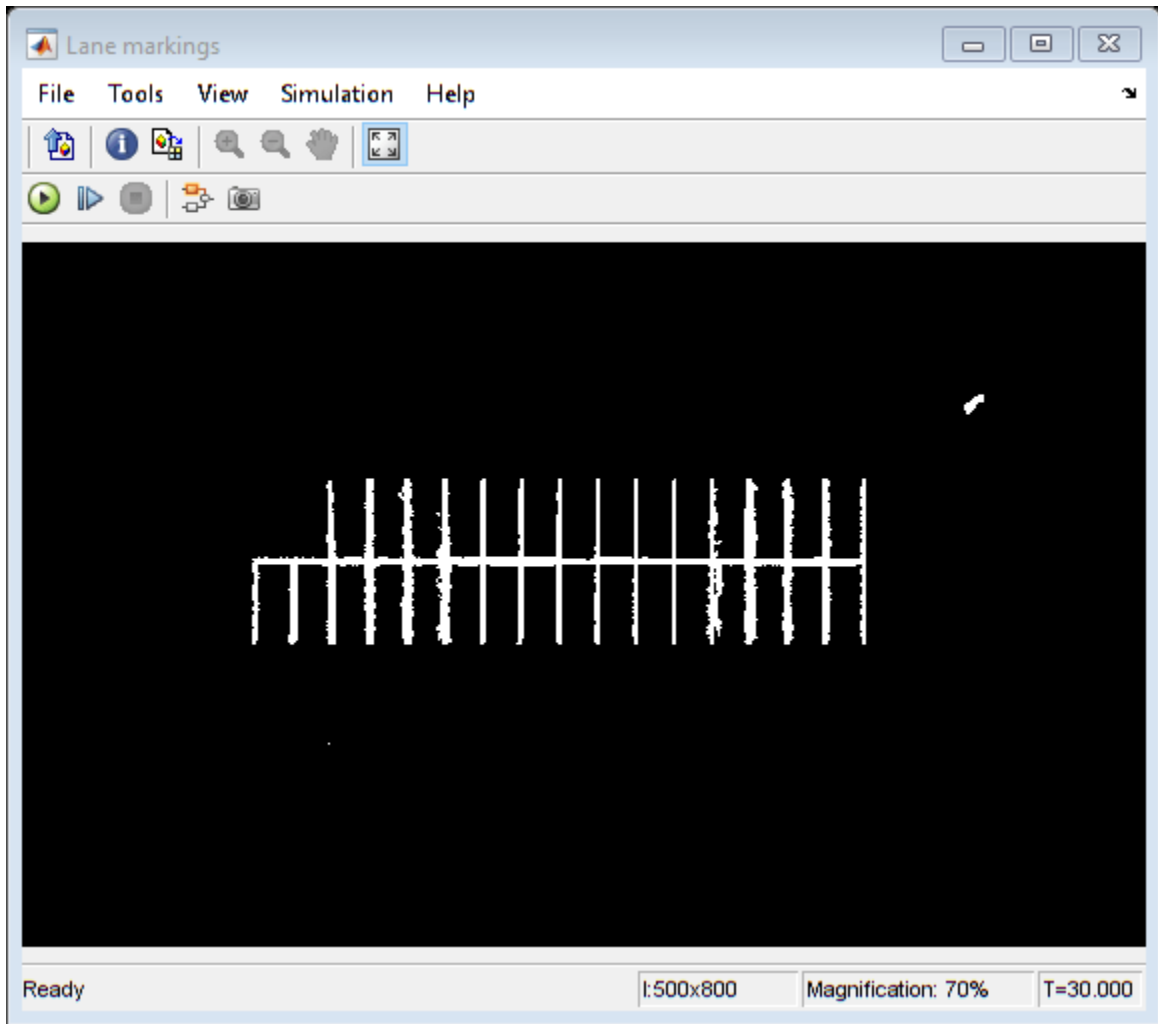 Lane markings
File Tools View Simulation Help
Ready I:500x800 Magnification: 70% T=30.000